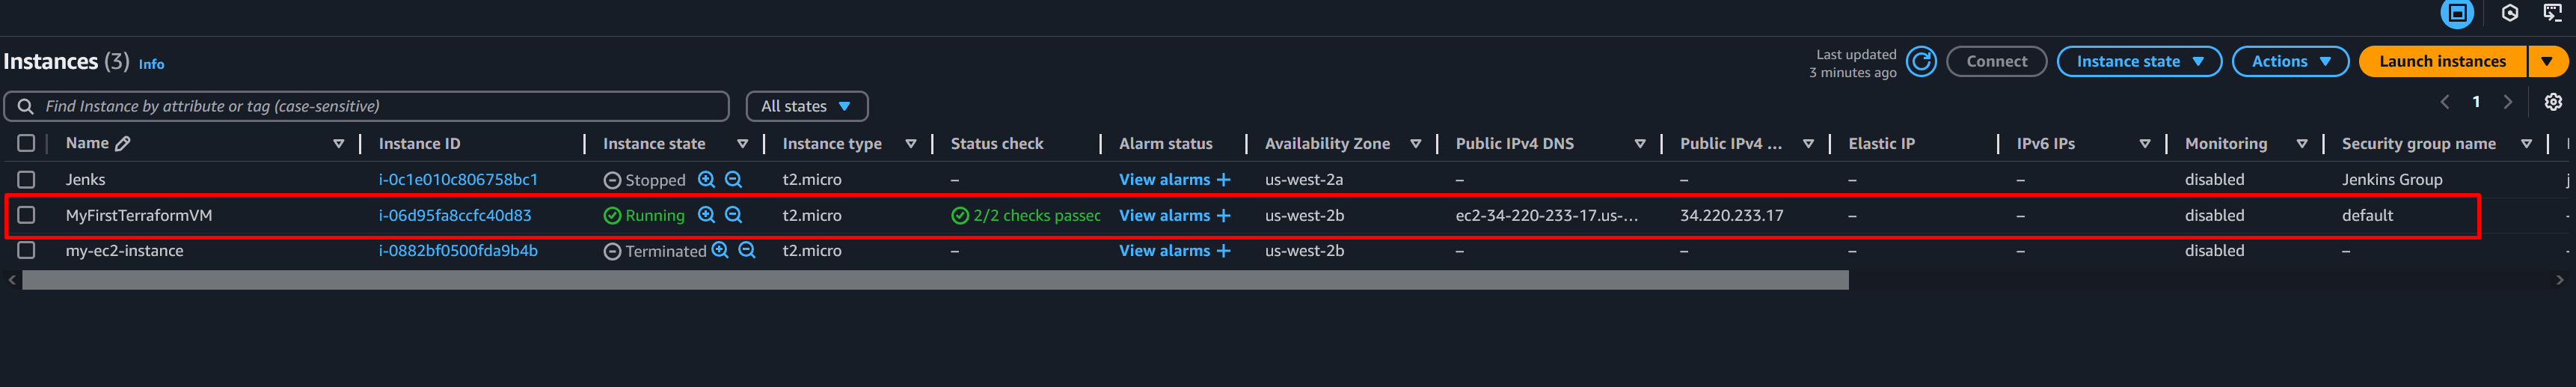 Instances (3) Info
Last updated
3 minutes ago
Connect
Instance state
Actions
Launch instances
Find Instance by attribute or tag (case-sensitive)
All states
1
Name Instance ID Instance state Instance type Status check Alarm status Availability Zone Public IPv4 DNS Public IPv4 ... Elastic IP IPv6 IPs Monitoring Security group name
Jenks i-0c1e010c806758bc1 Stopped t2.micro – View alarms + us-west-2a – – – – disabled Jenkins Group
MyFirstTerraformVM i-06d95fa8ccfc40d83 Running t2.micro 2/2 checks passec View alarms + us-west-2b ec2-34-220-233-17.us-... 34.220.233.17 – – disabled default
my-ec2-instance i-0882bf0500fda9b4b Terminated t2.micro – View alarms + us-west-2b – – – – disabled –